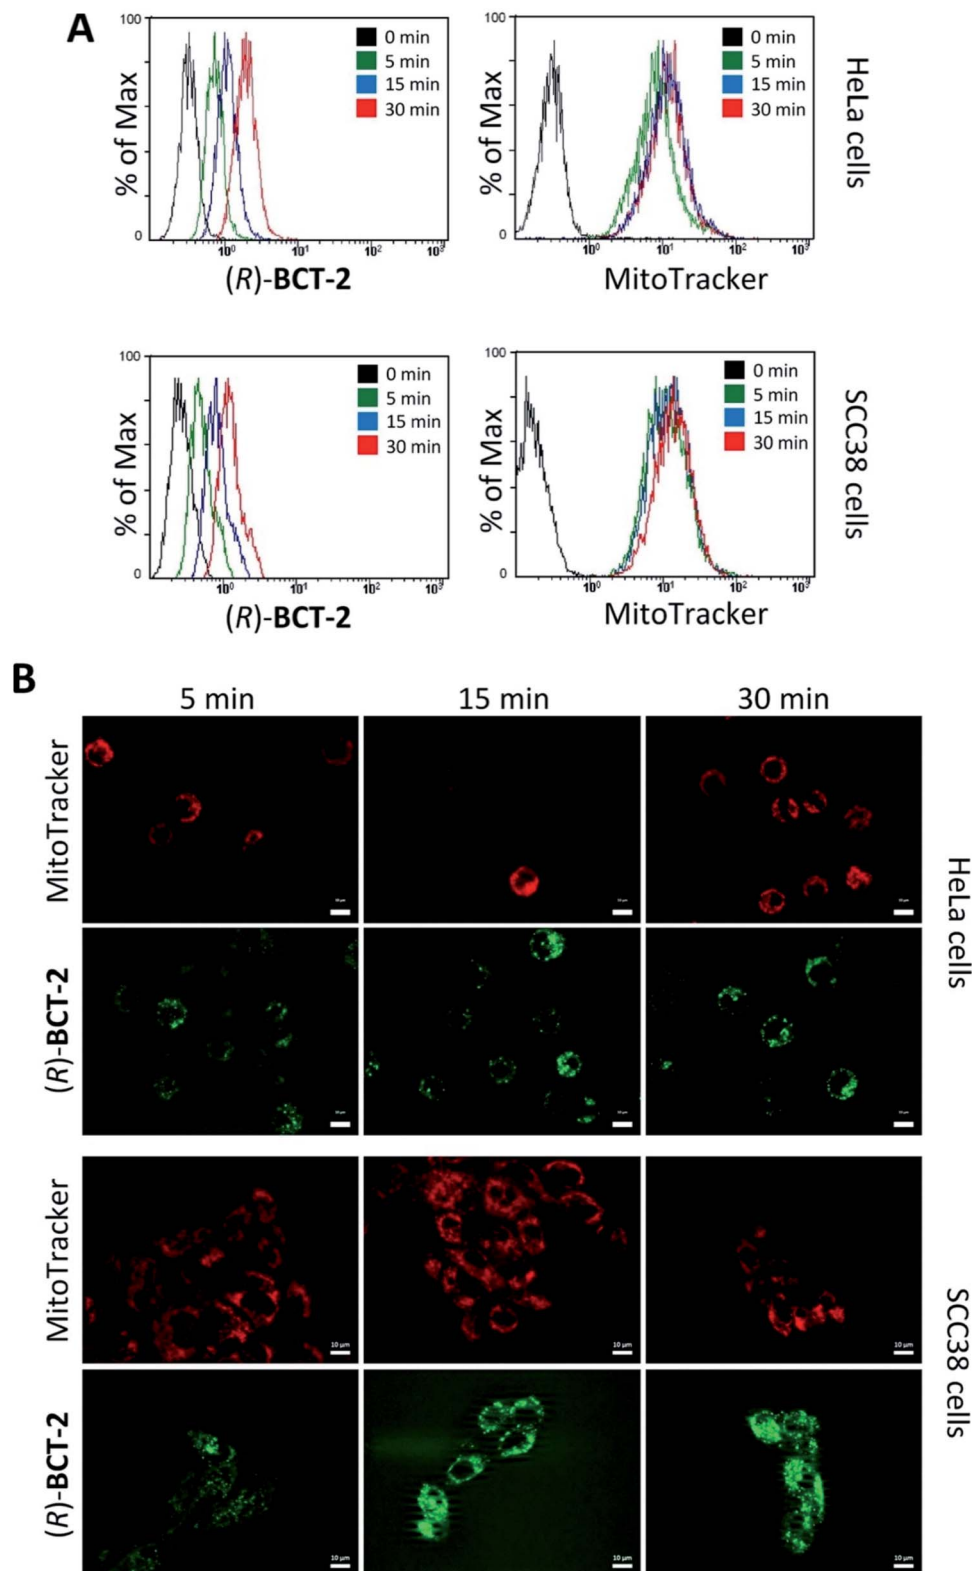 A
100
% of Max
0
0 min
5 min
15 min
30 min
10⁰ 10¹ 10² 10³
(R)-BCT-2
100
% of Max
0
0 min
5 min
15 min
30 min
10⁰ 10¹ 10² 10³
MitoTracker
HeLa cells
100
% of Max
0
0 min
5 min
15 min
30 min
10⁰ 10¹ 10² 10³
(R)-BCT-2
100
% of Max
0
0 min
5 min
15 min
30 min
10⁰ 10¹ 10² 10³
MitoTracker
SCC38 cells
B
5 min 15 min 30 min
MitoTracker
(R)-BCT-2
HeLa cells
MitoTracker
10 µm 10 µm 10 µm
(R)-BCT-2
10 µm 10 µm 10 µm
SCC38 cells